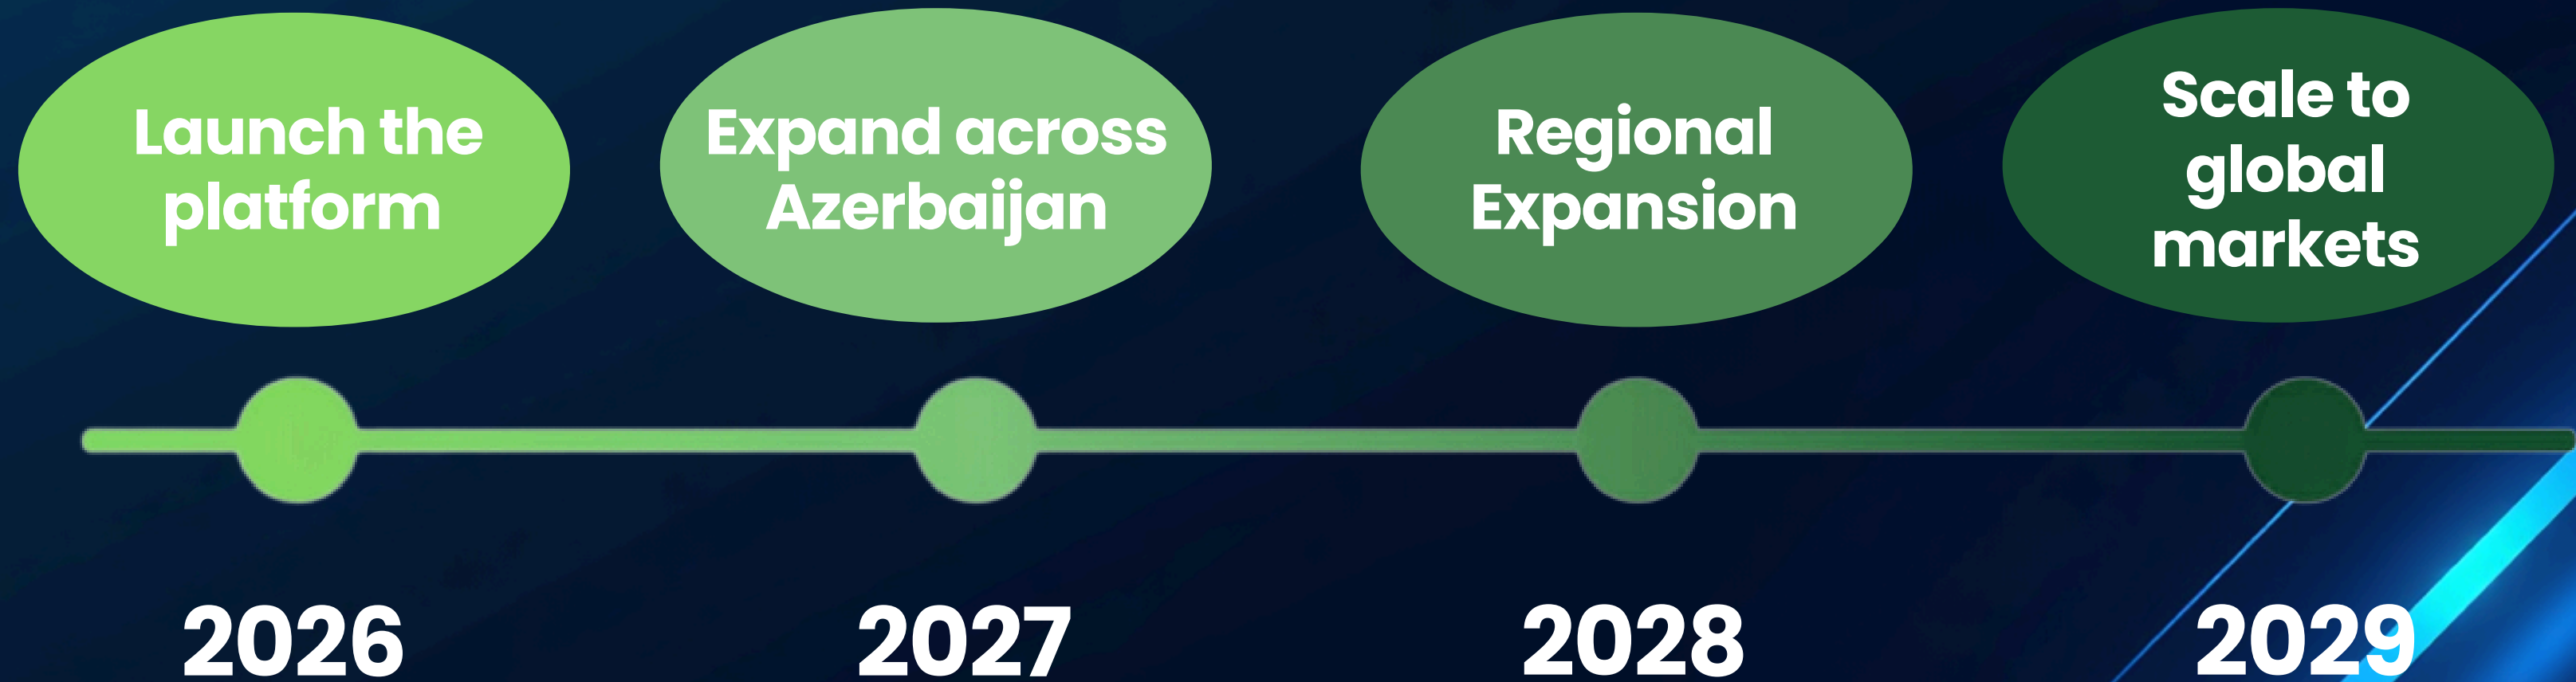 Launch the
platform
Expand across
Azerbaijan
Regional
Expansion
Scale to
global
markets
2026
2027
2028
2029